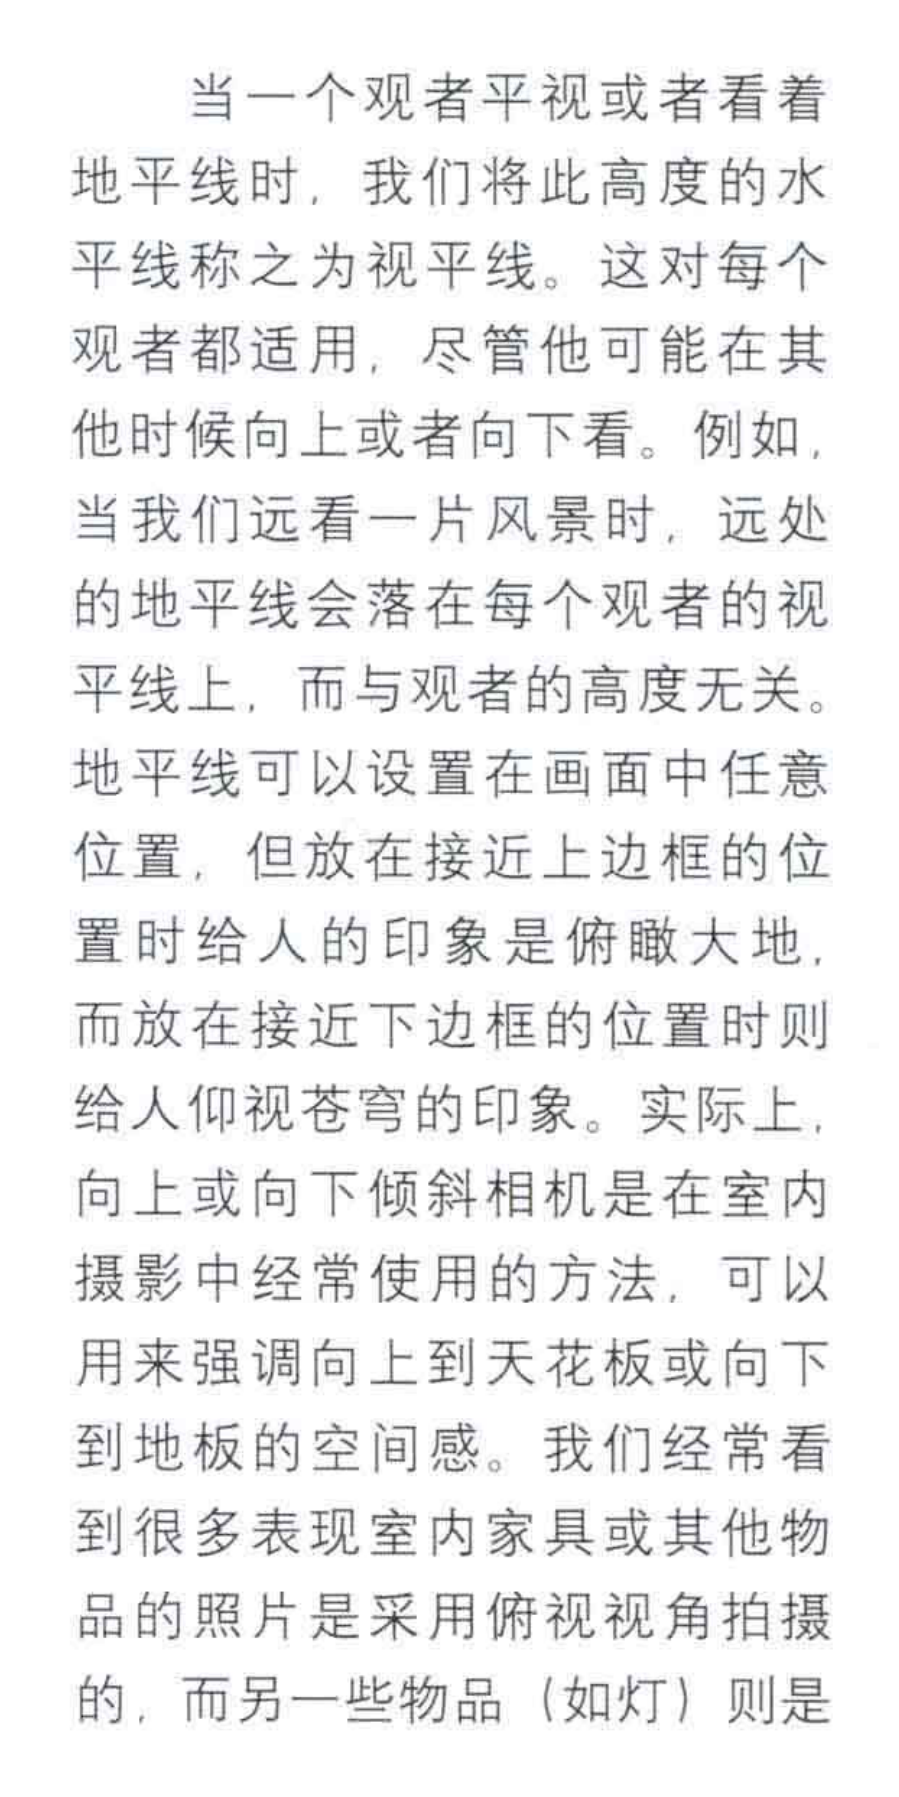 当一个观者平视或者看着
地平线时，我们将此高度的水
平线称之为视平线。这对每个
观者都适用，尽管他可能在其
他时候向上或者向下看。例如，
当我们远看一片风景时，远处
的地平线会落在每个观者的视
平线上，而与观者的高度无关。
地平线可以设置在画面中任意
位置，但放在接近上边框的位
置时给人的印象是俯瞰大地，
而放在接近下边框的位置时则
给人仰视苍穹的印象。实际上，
向上或向下倾斜相机是在室内
摄影中经常使用的方法，可以
用来强调向上到天花板或向下
到地板的空间感。我们经常看
到很多表现室内家具或其他物
品的照片是采用俯视视角拍摄
的，而另一些物品（如灯）则是